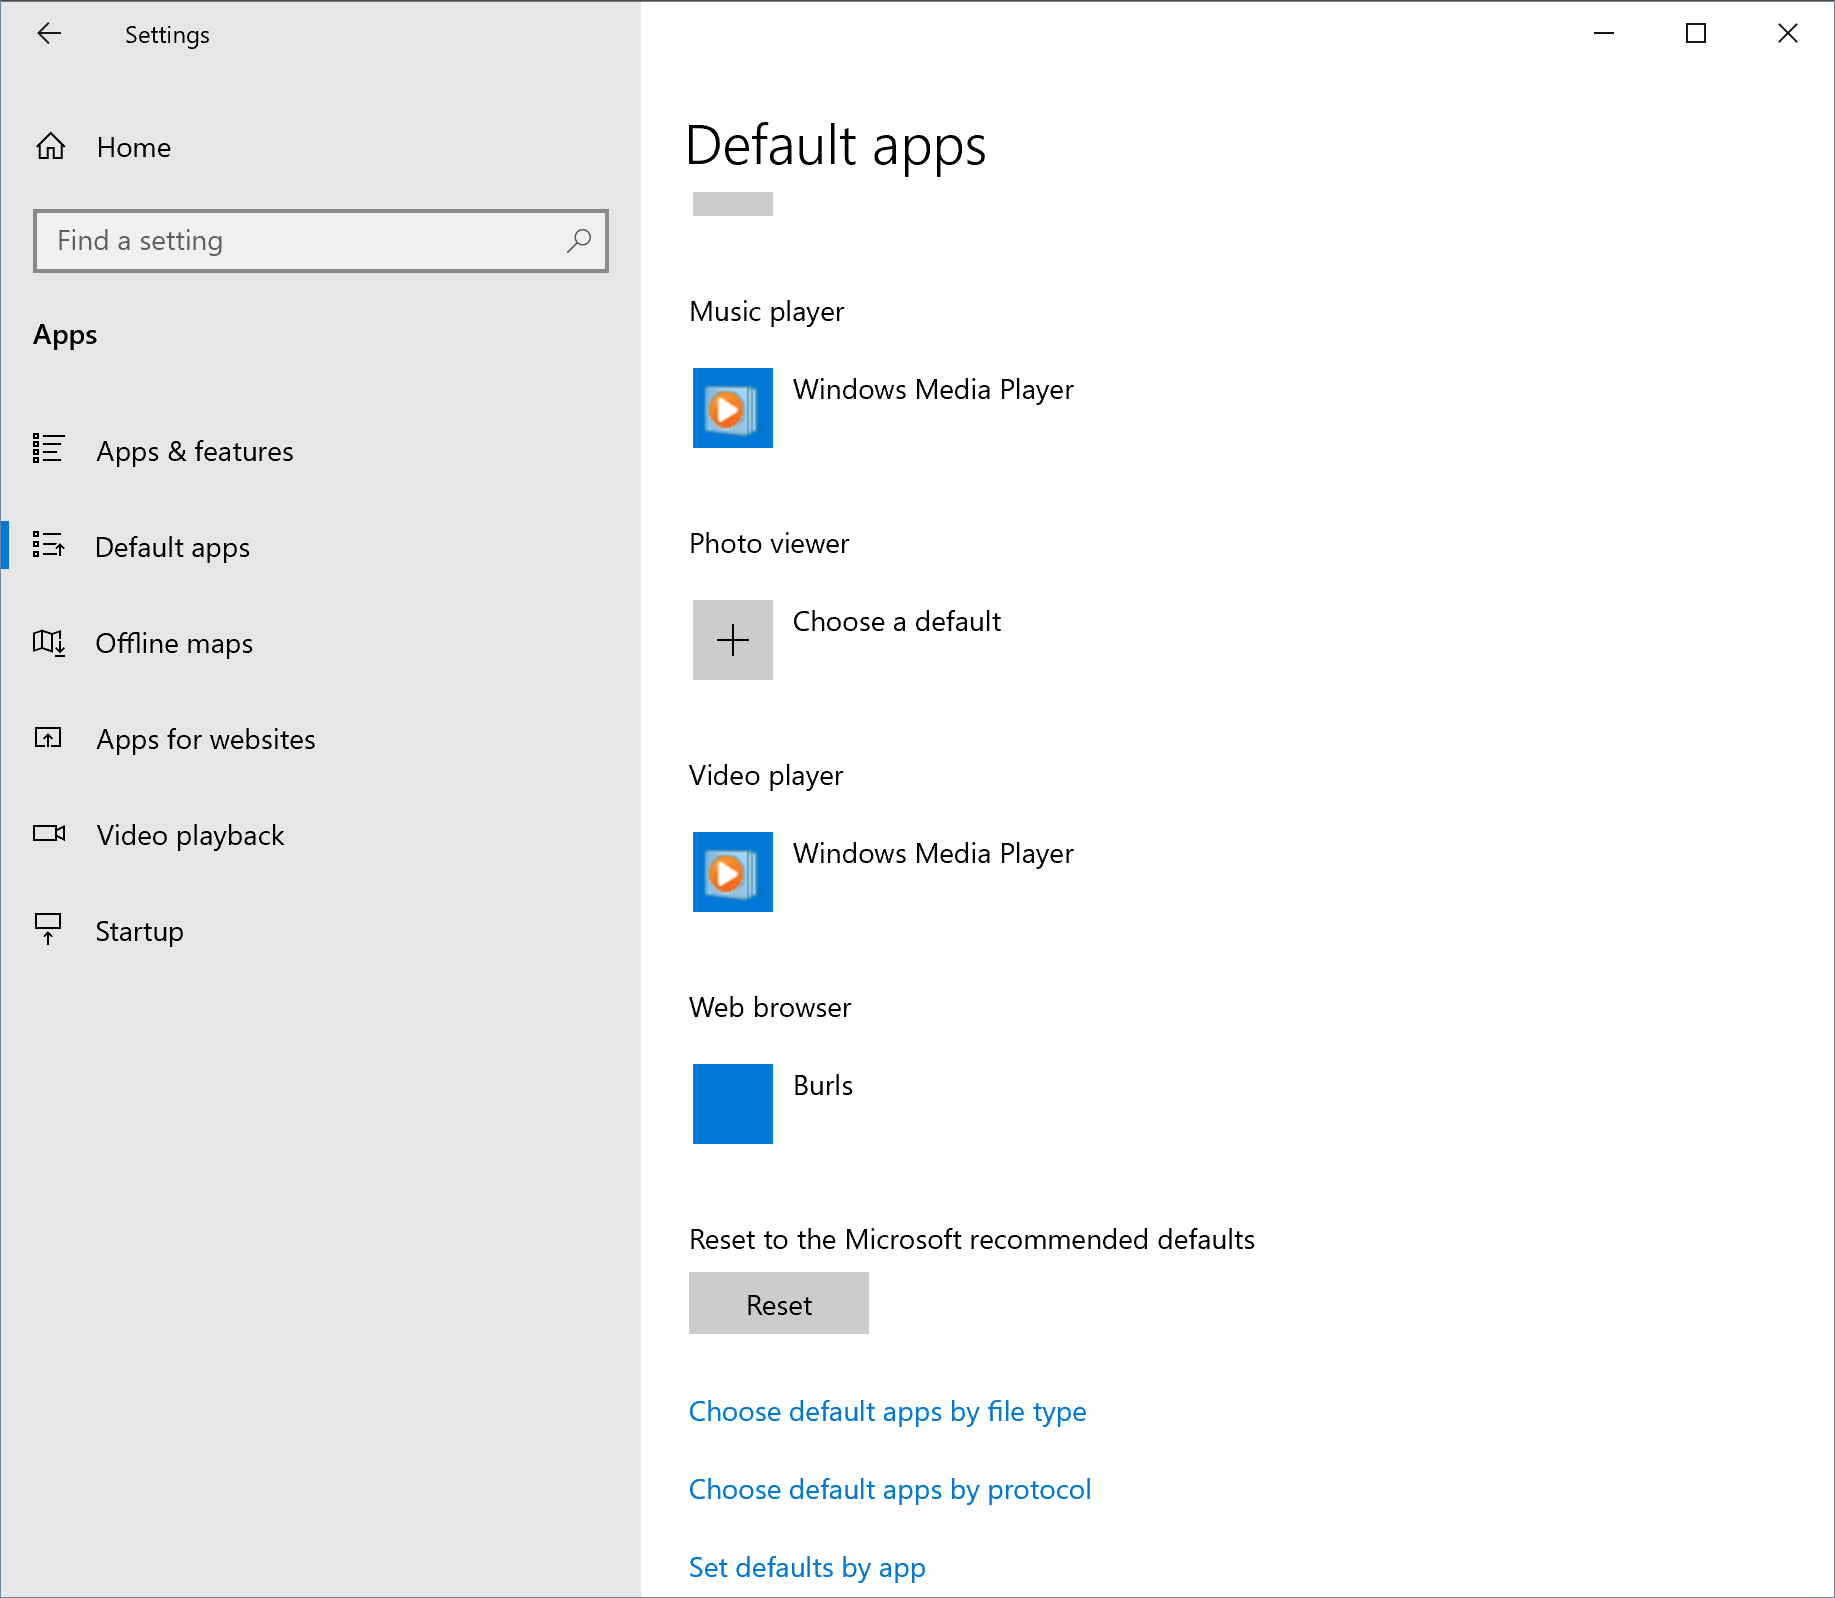 Settings
Home
Find a setting
Apps
Apps & features
Default apps
Offline maps
Apps for websites
Video playback
Startup
Default apps
Music player
Windows Media Player
Photo viewer
Choose a default
Video player
Windows Media Player
Web browser
Burls
Reset to the Microsoft recommended defaults
Reset
Choose default apps by file type
Choose default apps by protocol
Set defaults by app